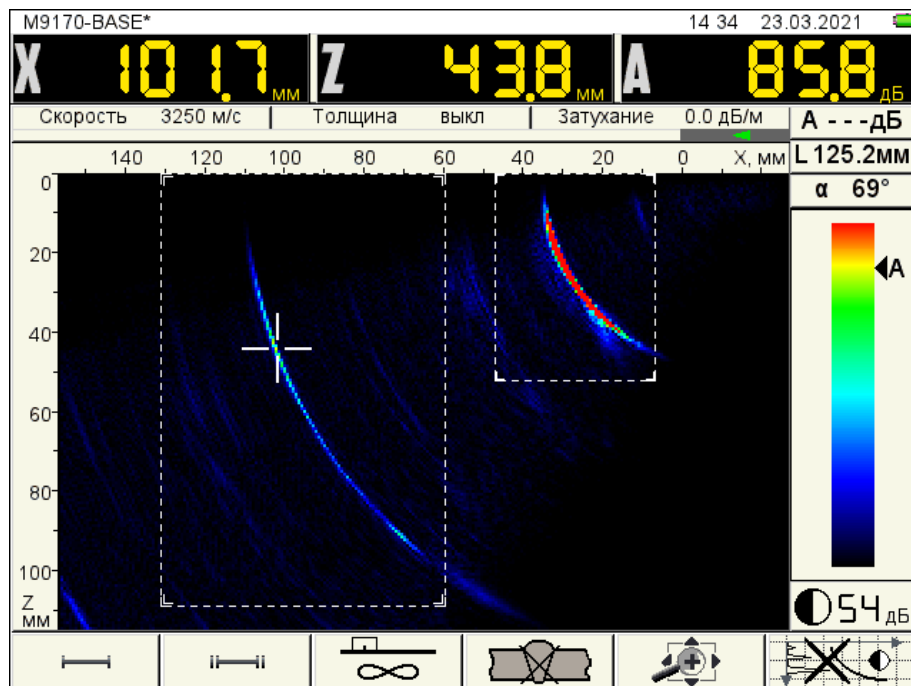 M9170-BASE* 14 34 23.03.2021
X 101.7 мм Z 43.8 мм A 85.8 дБ
Скорость 3250 м/с Толщина выкл Затухание 0.0 дБ/м A ---дБ
140 120 100 80 60 40 20 0 X, мм L 125.2мм
0 α 69°
20
A
40
60
80
100
Z
мм
54 дБ